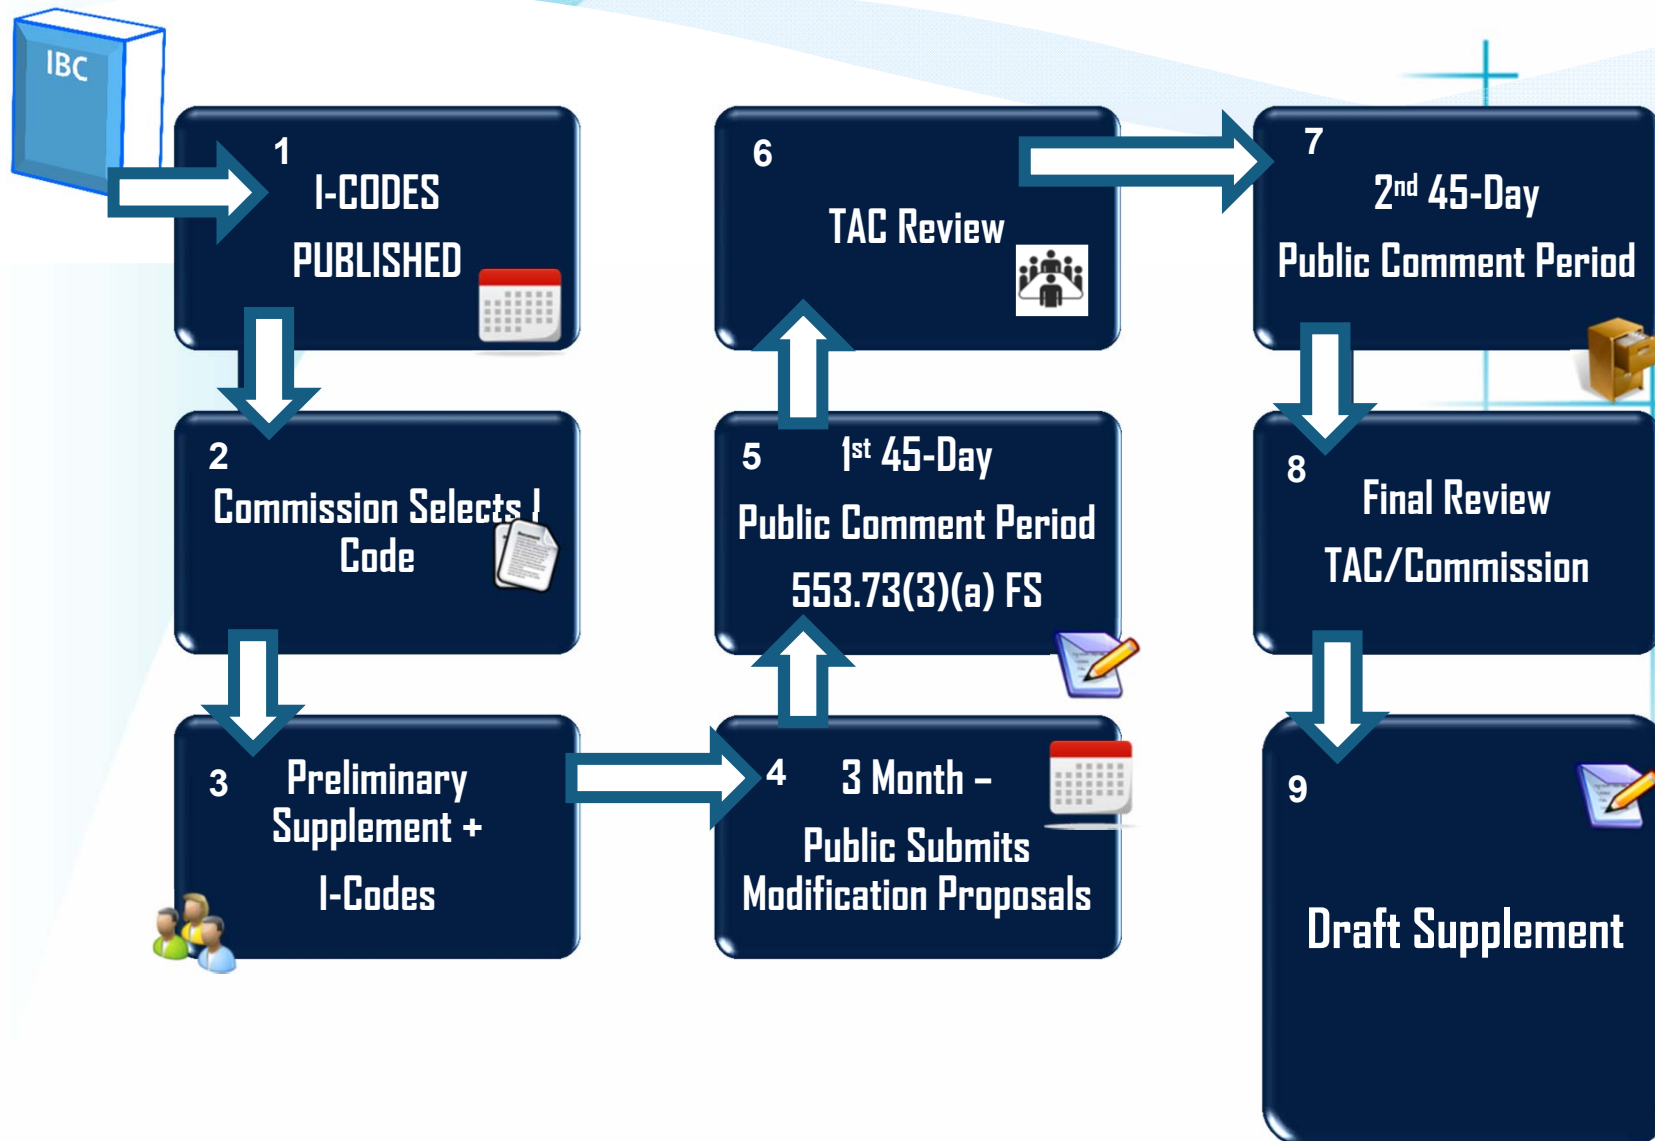 IBC
1
I-CODES
PUBLISHED
2
Commission Selects I
Code
3
Preliminary
Supplement +
I-Codes
4
3 Month –
Public Submits
Modification Proposals
5
1st 45-Day
Public Comment Period
553.73(3)(a) FS
6
TAC Review
7
2nd 45-Day
Public Comment Period
8
Final Review
TAC/Commission
9
Draft Supplement